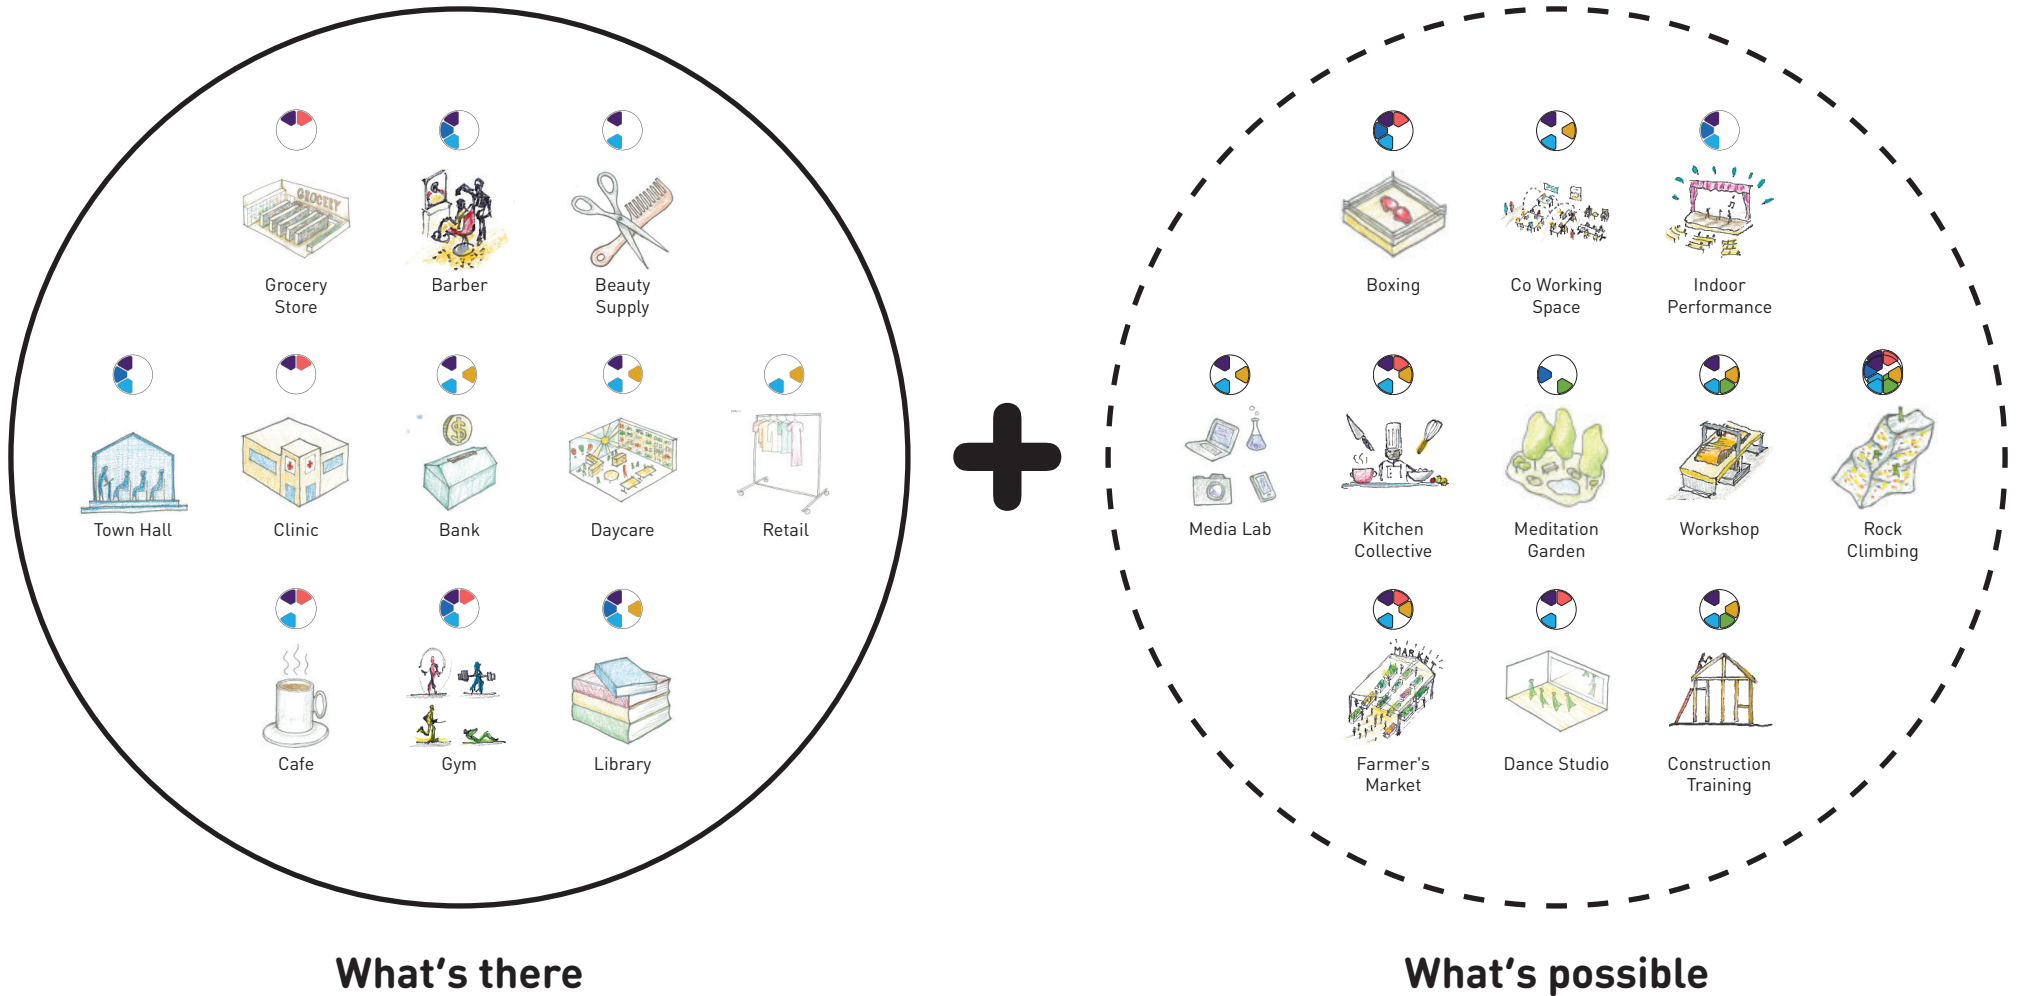 GROCERY
Grocery
Store
Barber
Beauty
Supply
Town Hall
Clinic
$
Bank
Daycare
Retail
Cafe
Gym
Library
What's there
Boxing
Co Working
Space
Indoor
Performance
Media Lab
Kitchen
Collective
Meditation
Garden
Workshop
Rock
Climbing
MARKET
Farmer's
Market
Dance Studio
Construction
Training
What's possible